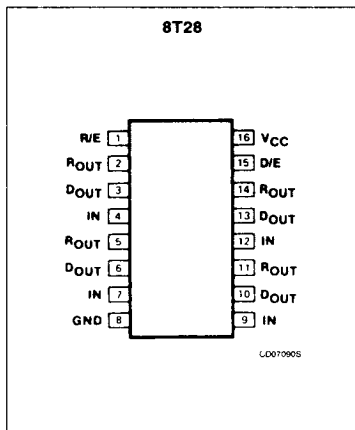 8T28
R/E 1
ROUT 2
DOUT 3
IN 4
ROUT 5
DOUT 6
IN 7
GND 8
16 VCC
15 D/E
14 ROUT
13 DOUT
12 IN
11 ROUT
10 DOUT
9 IN
CD07090S